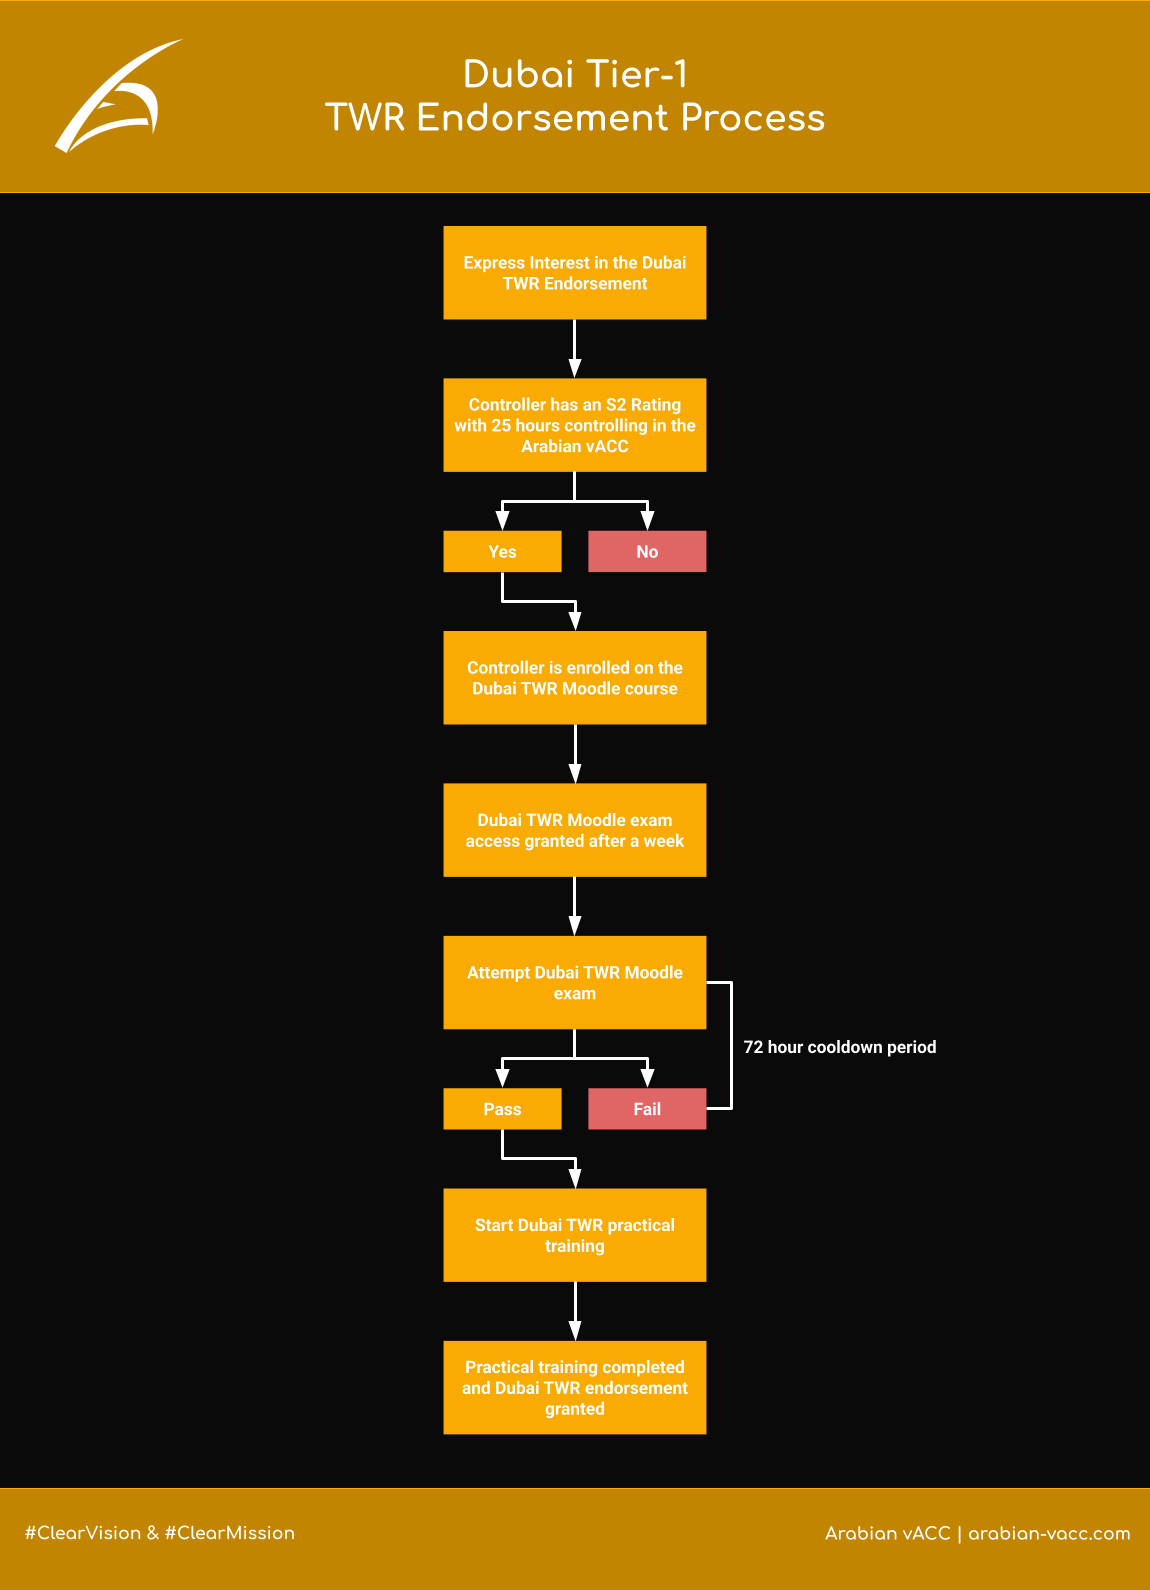 Dubai Tier-1
TWR Endorsement Process
Express Interest in the Dubai
TWR Endorsement
Controller has an S2 Rating
with 25 hours controlling in the
Arabian vACC
Yes
No
Controller is enrolled on the
Dubai TWR Moodle course
Dubai TWR Moodle exam
access granted after a week
Attempt Dubai TWR Moodle
exam
72 hour cooldown period
Pass
Fail
Start Dubai TWR practical
training
Practical training completed
and Dubai TWR endorsement
granted
#ClearVision & #ClearMission
Arabian vACC | arabian-vacc.com